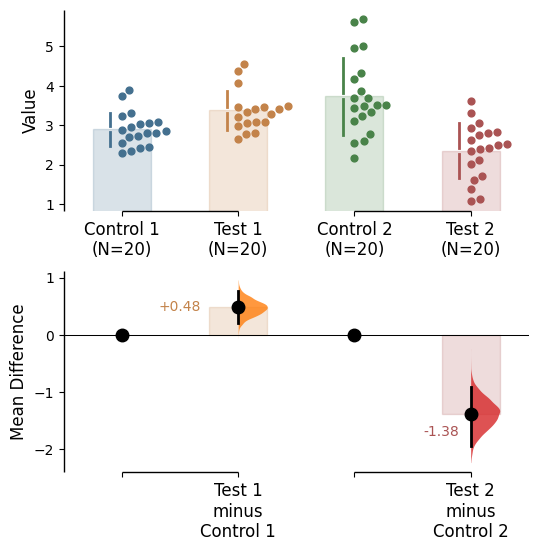 5
4
3
2
1
Value
Control 1
(N=20)
Test 1
(N=20)
Control 2
(N=20)
Test 2
(N=20)
1
0
−1
−2
Mean Difference
+0.48
-1.38
Test 1
minus
Control 1
Test 2
minus
Control 2